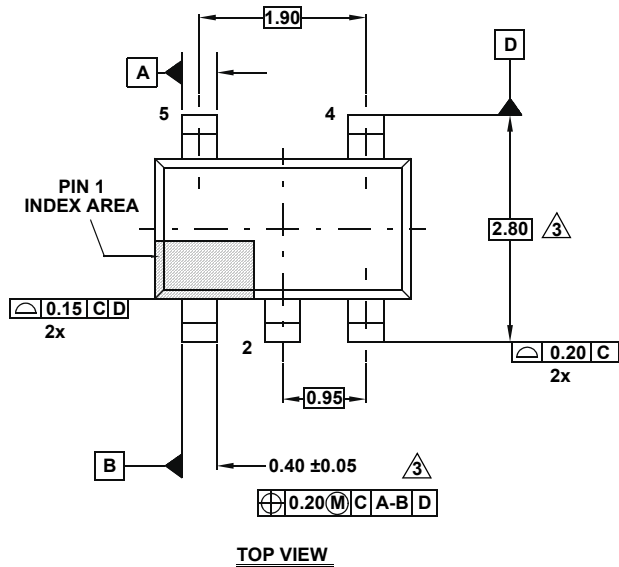 1.90
A
D
5
4
PIN 1
INDEX AREA
2.80
3
0.15 C D
2x
2
0.20 C
2x
0.95
B
0.40 ±0.05
3
0.20 M C A-B D
TOP VIEW